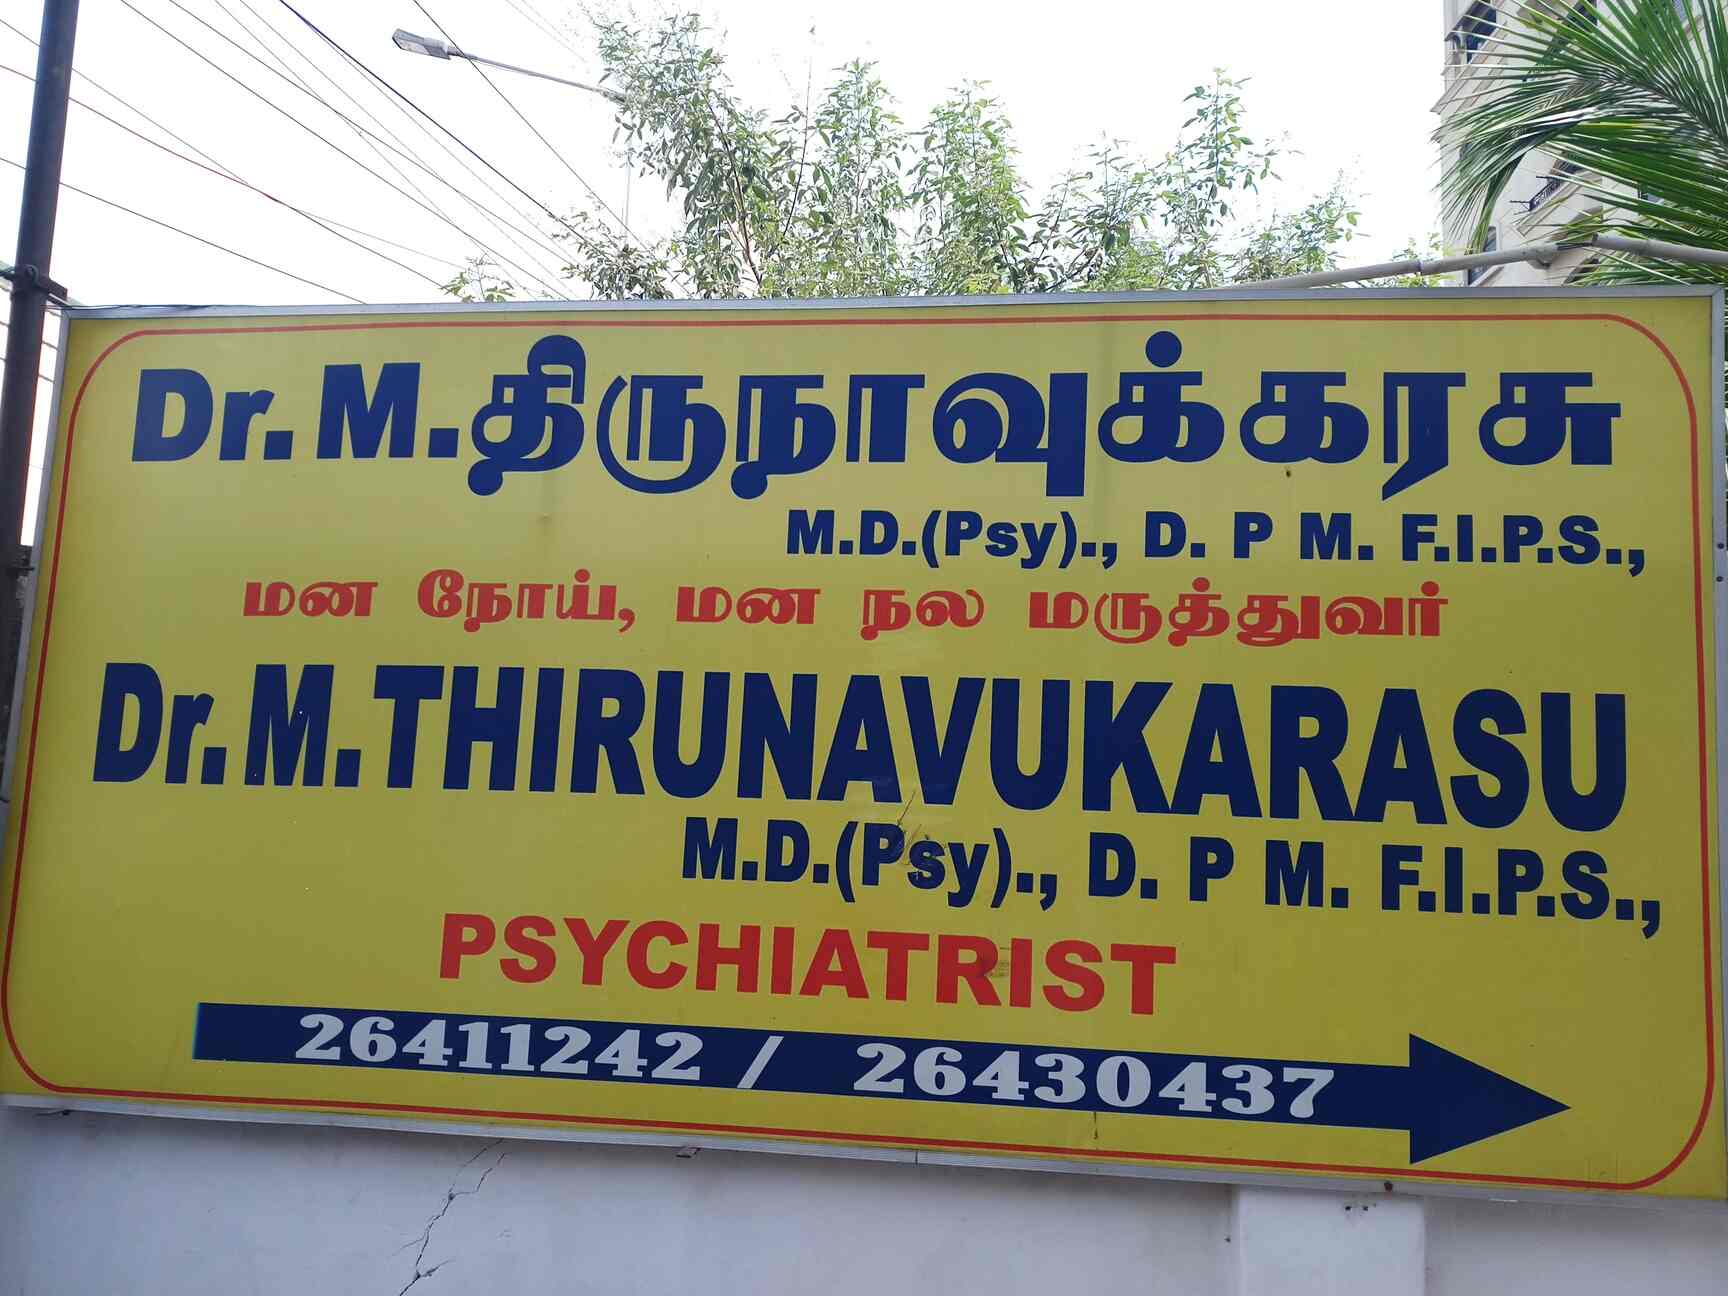 Dr. M.திருநாவுக்கரசு
M.D.(Psy)., D. P M. F.I.P.S.,
மன நோய், மன நல மருத்துவர்
Dr. M. THIRUNAVUKARASU
M.D.(Psy)., D. P M. F.I.P.S.,
PSYCHIATRIST
26411242 / 26430437